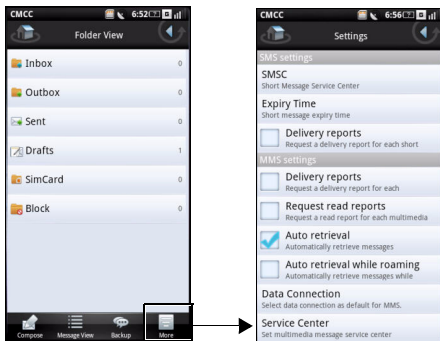 CMCC 6:52
Folder View
Inbox 0
Outbox 0
Sent 0
Drafts 1
SimCard 0
Block 0
Compose Message View Backup More
CMCC 6:56
Settings
SMS settings
SMSC
Short Message Service Center
Expiry Time
Short message expiry time
Delivery reports
Request a delivery report for each short
MMS settings
Delivery reports
Request a delivery report for each
Request read reports
Request a read report for each multimedia
Auto retrieval
Automatically retrieve messages
Auto retrieval while roaming
Automatically retrieve messages while
Data Connection
Select data connection as default for MMS.
Service Center
Set multimedia message service center